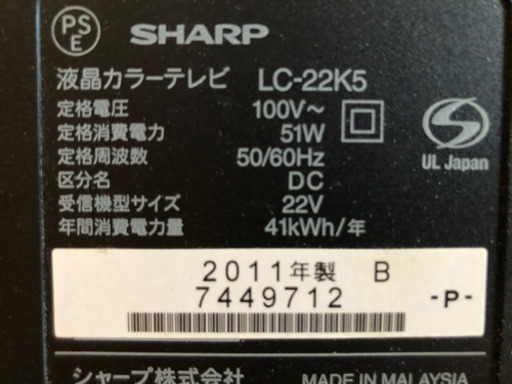 PS
E
SHARP
液晶カラーテレビ LC-22K5
定格電圧 100V~
定格消費電力 51W
定格周波数 50/60Hz
区分名 DC
受信機型サイズ 22V
年間消費電力量 41kWh/年
UL Japan
2011年製 B
7449712 -P-
シャープ株式会社 MADE IN MALAYSIA